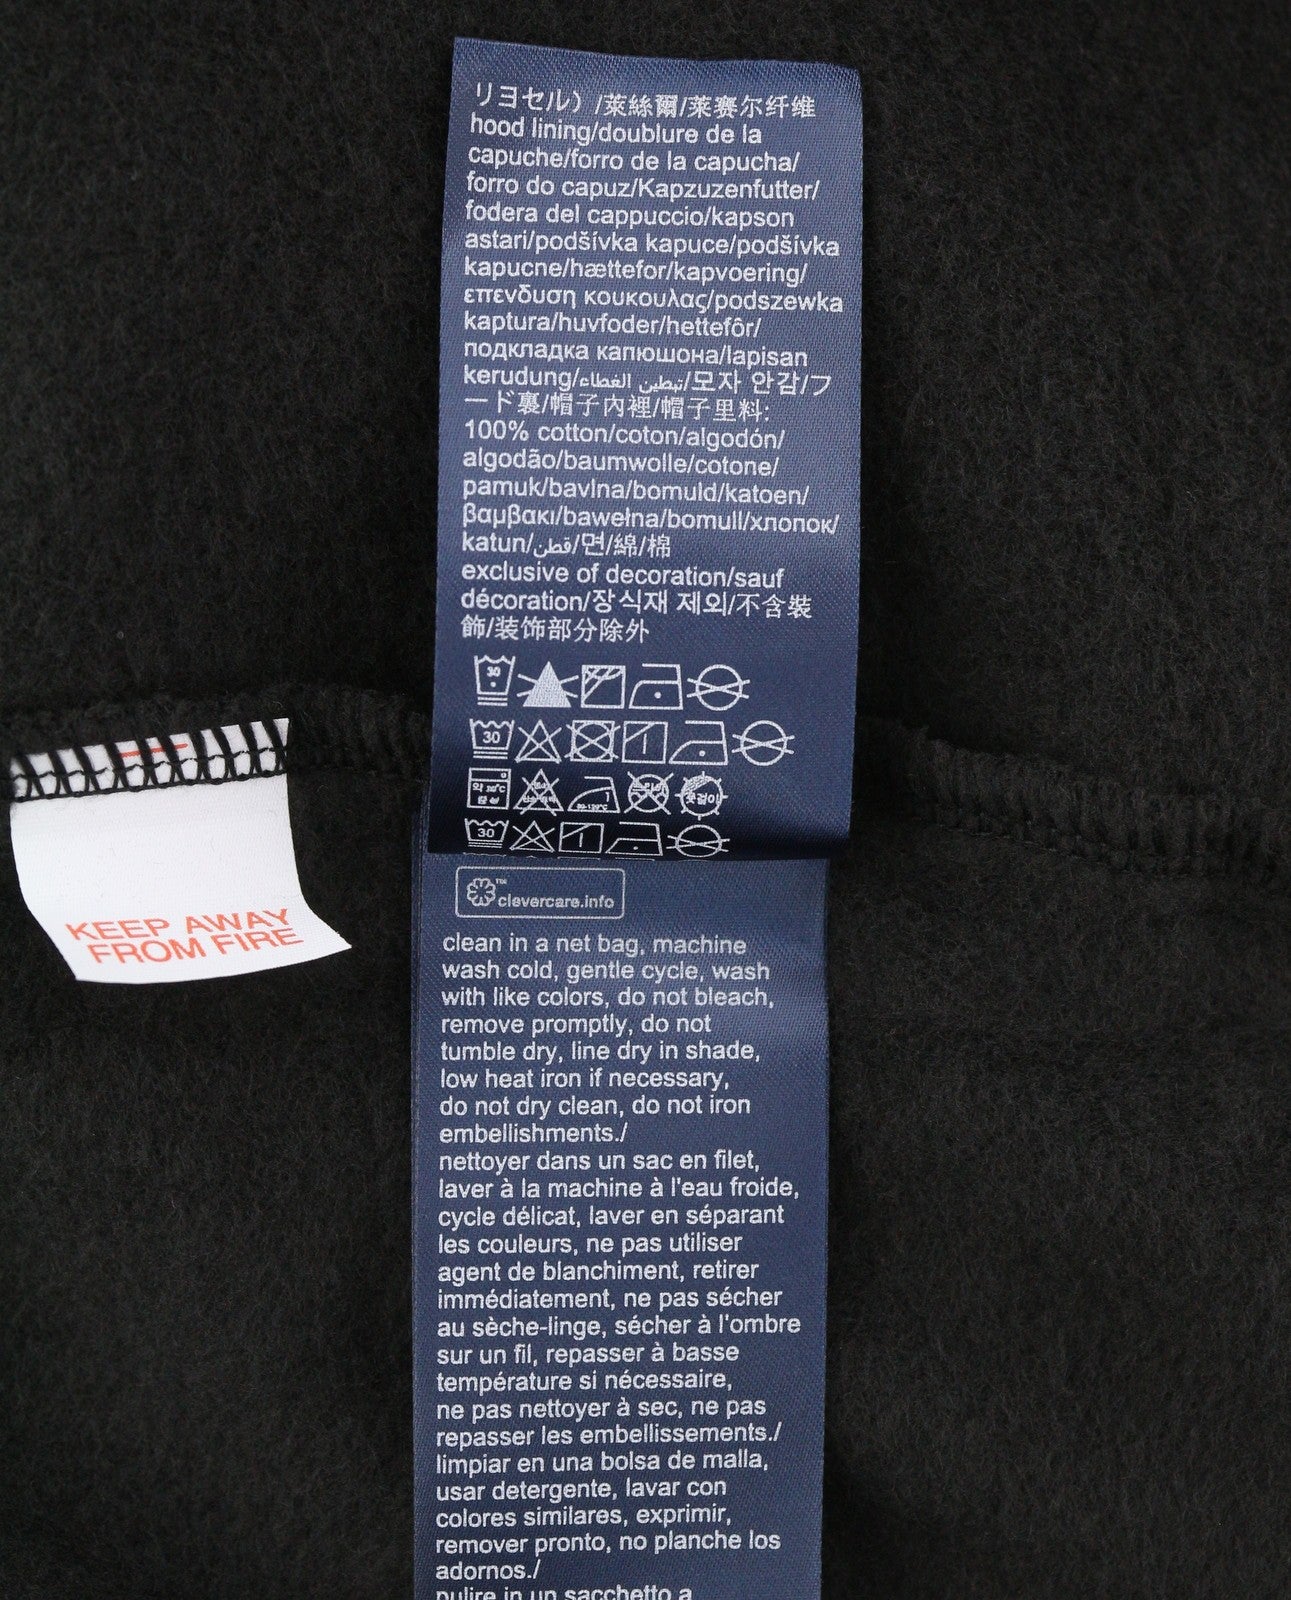 リヨセル）/萊絲爾/莱赛尔纤维
hood lining/doublure de la
capuche/forro de la capucha/
forro do capuz/Kapzuzenfutter/
fodera del cappuccio/kapson
astari/podšívka kapuce/podšívka
kapucne/hættefor/kapvoering/
επενδυση κουκουλας/podszewka
kaptura/huvfoder/hettefôr/
подкладка капюшона/lapisan
kerudung/تبطين الغطاء/모자 안감/フ
ード裏/帽子內裡/帽子里料:
100% cotton/coton/algodón/
algodão/baumwolle/cotone/
pamuk/bavlna/bomuld/katoen/
βαμβακι/bawełna/bomull/хлопок/
katun/قطن/면/綿/棉
exclusive of decoration/sauf
décoration/장식재 제외/不含裝
飾/装饰部分除外
30
30
30
KEEP AWAY
FROM FIRE
™ clevercare.info
clean in a net bag, machine
wash cold, gentle cycle, wash
with like colors, do not bleach,
remove promptly, do not
tumble dry, line dry in shade,
low heat iron if necessary,
do not dry clean, do not iron
embellishments./
nettoyer dans un sac en filet,
laver à la machine à l'eau froide,
cycle délicat, laver en séparant
les couleurs, ne pas utiliser
agent de blanchiment, retirer
immédiatement, ne pas sécher
au sèche-linge, sécher à l'ombre
sur un fil, repasser à basse
température si nécessaire,
ne pas nettoyer à sec, ne pas
repasser les embellissements./
limpiar en una bolsa de malla,
usar detergente, lavar con
colores similares, exprimir,
remover pronto, no planche los
adornos./
pulire in un sacchetto a